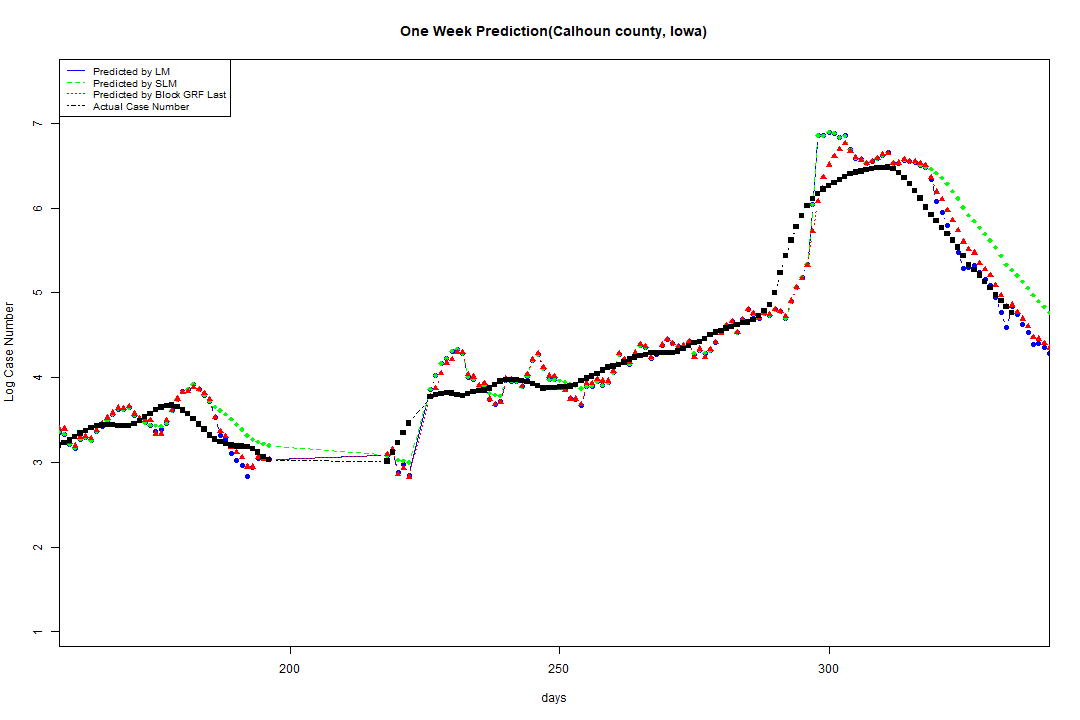 One Week Prediction(Calhoun county, Iowa)
Predicted by LM
Predicted by SLM
Predicted by Block GRF Last
Actual Case Number
7
6
5
4
3
2
1
Log Case Number
200
250
300
days